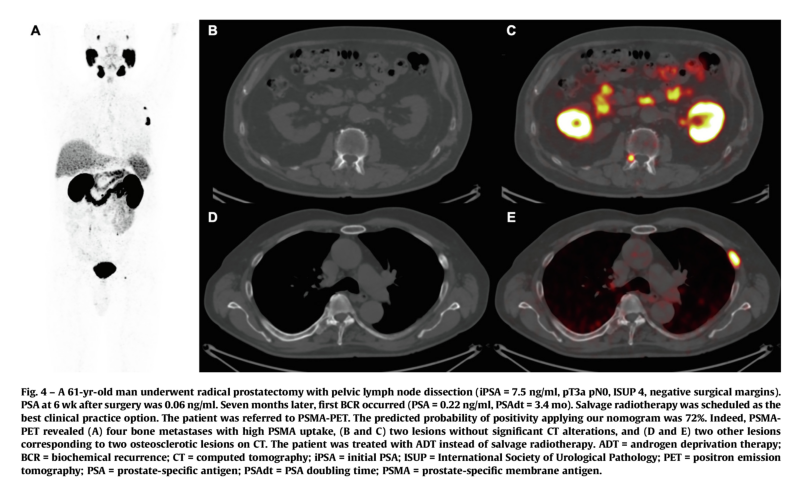 A
B
C
D
E
Fig. 4 – A 61-yr-old man underwent radical prostatectomy with pelvic lymph node dissection (iPSA = 7.5 ng/ml, pT3a pN0, ISUP 4, negative surgical margins).
PSA at 6 wk after surgery was 0.06 ng/ml. Seven months later, first BCR occurred (PSA = 0.22 ng/ml, PSAdt = 3.4 mo). Salvage radiotherapy was scheduled as the
best clinical practice option. The patient was referred to PSMA-PET. The predicted probability of positivity applying our nomogram was 72%. Indeed, PSMA-
PET revealed (A) four bone metastases with high PSMA uptake, (B and C) two lesions without significant CT alterations, and (D and E) two other lesions
corresponding to two osteosclerotic lesions on CT. The patient was treated with ADT instead of salvage radiotherapy. ADT = androgen deprivation therapy;
BCR = biochemical recurrence; CT = computed tomography; iPSA = initial PSA; ISUP = International Society of Urological Pathology; PET = positron emission
tomography; PSA = prostate-specific antigen; PSAdt = PSA doubling time; PSMA = prostate-specific membrane antigen.